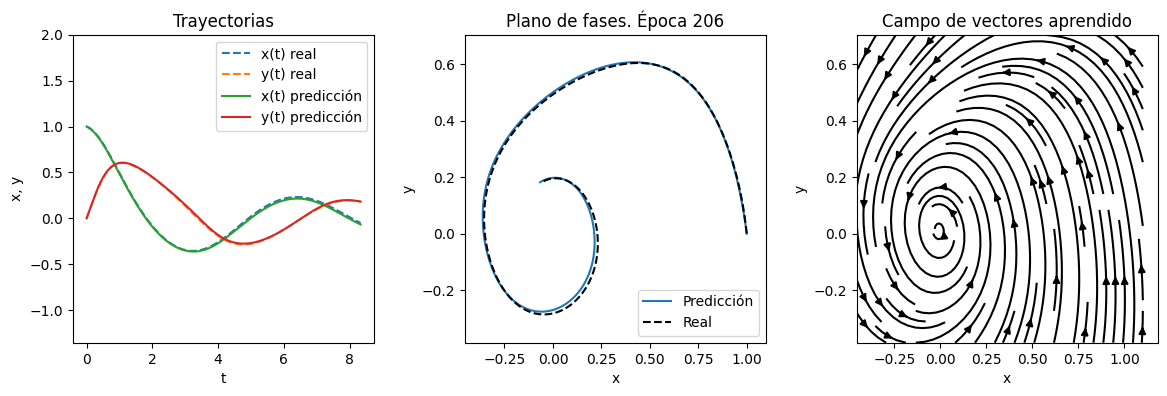 Trayectorias
2.0
1.5
1.0
0.5
0.0
−0.5
−1.0
x, y
0
2
4
6
8
t
x(t) real
y(t) real
x(t) predicción
y(t) predicción
Plano de fases. Época 206
0.6
0.4
0.2
0.0
−0.2
y
−0.25
0.00
0.25
0.50
0.75
1.00
x
Predicción
Real
Campo de vectores aprendido
0.6
0.4
0.2
0.0
−0.2
y
−0.25
0.00
0.25
0.50
0.75
1.00
x